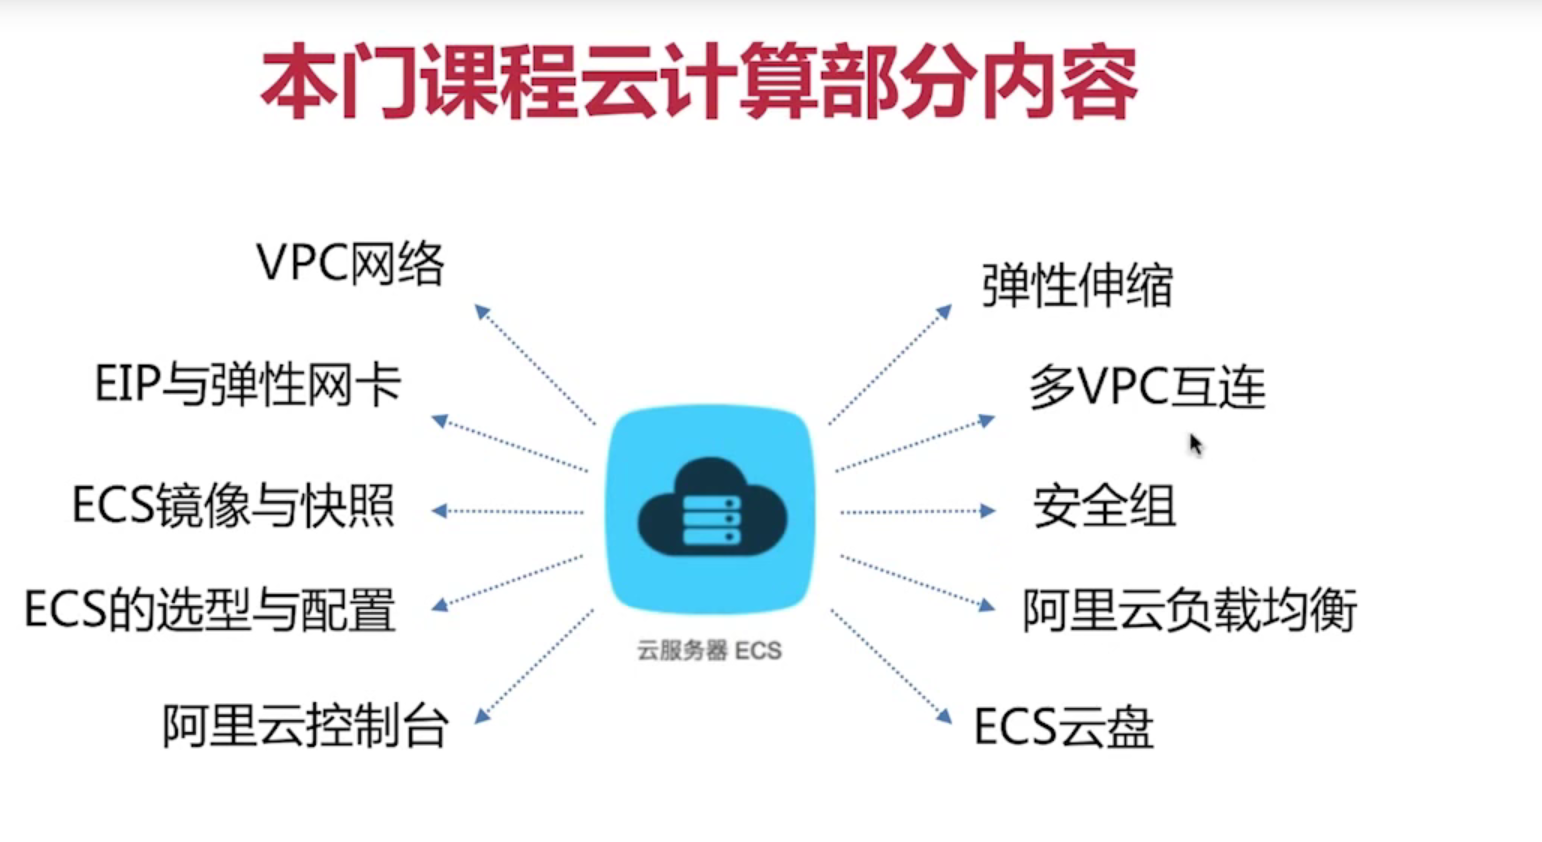 本门课程云计算部分内容
VPC网络
EIP与弹性网卡
ECS镜像与快照
ECS的选型与配置
阿里云控制台
云服务器 ECS
弹性伸缩
多VPC互连
安全组
阿里云负载均衡
ECS云盘